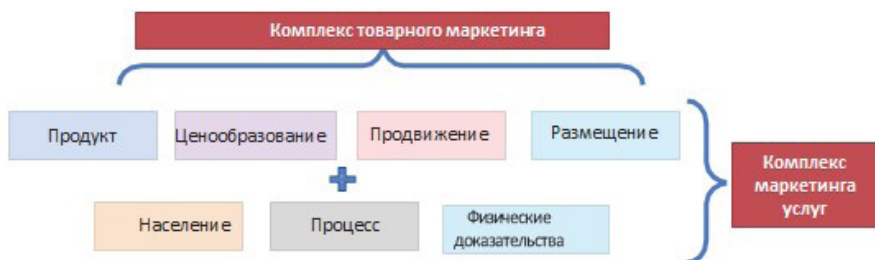 Комплекс товарного маркетинга
Продукт
Ценообразование
Продвижение
Размещение
Комплекс
маркетинга
услуг
Население
Процесс
Физические
доказательства